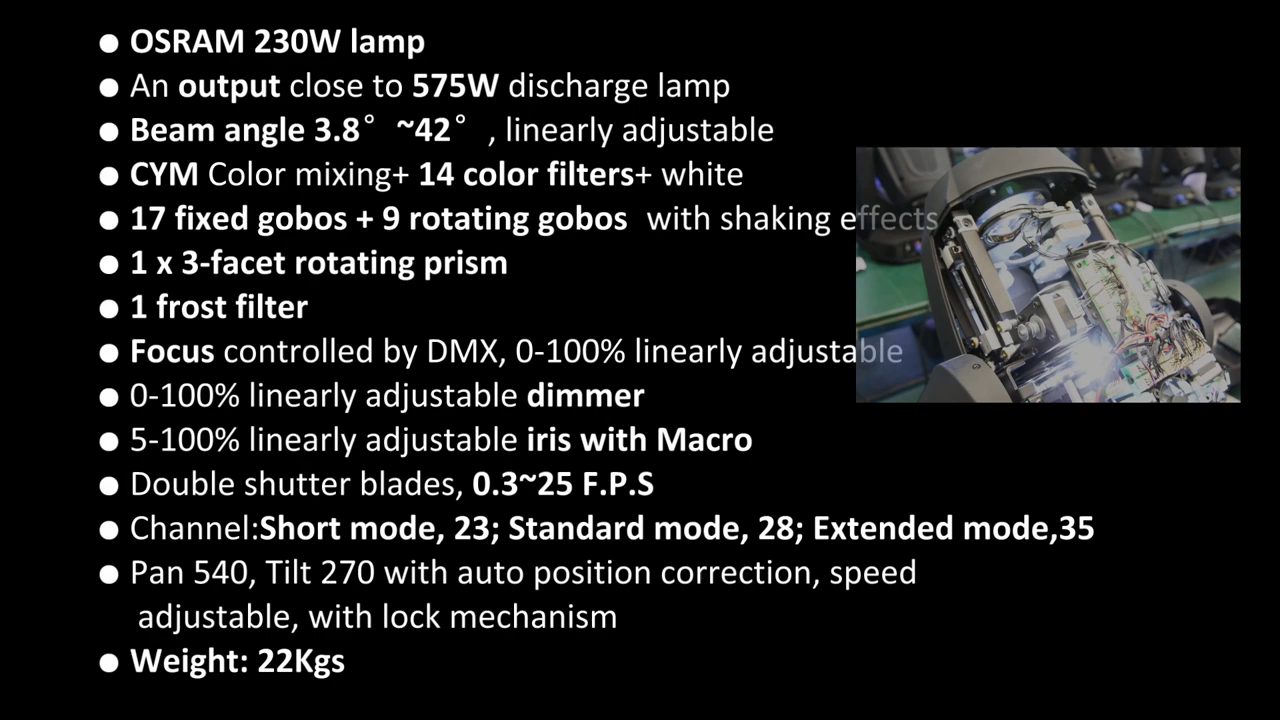 ● OSRAM 230W lamp
● An output close to 575W discharge lamp
● Beam angle 3.8° ~42° , linearly adjustable
● CYM Color mixing+ 14 color filters+ white
● 17 fixed gobos + 9 rotating gobos with shaking effects
● 1 x 3-facet rotating prism
● 1 frost filter
● Focus controlled by DMX, 0-100% linearly adjustable
● 0-100% linearly adjustable dimmer
● 5-100% linearly adjustable iris with Macro
● Double shutter blades, 0.3~25 F.P.S
● Channel:Short mode, 23; Standard mode, 28; Extended mode,35
● Pan 540, Tilt 270 with auto position correction, speed
adjustable, with lock mechanism
● Weight: 22Kgs